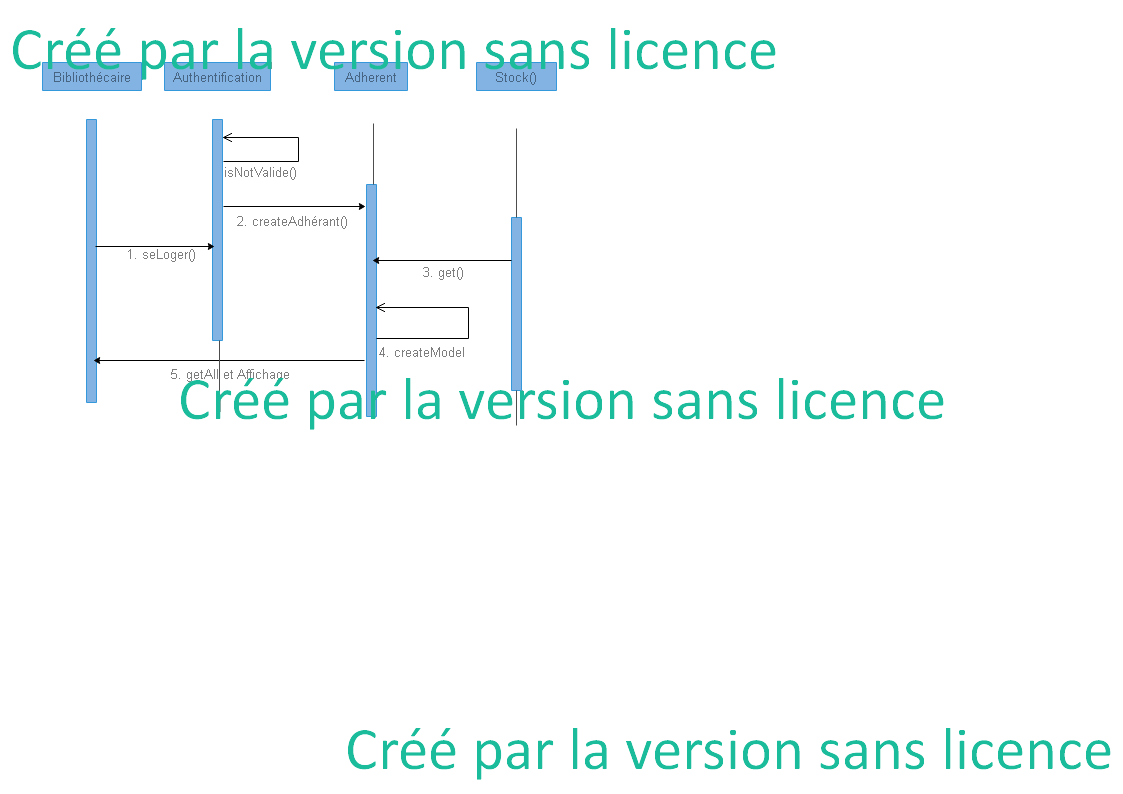 Créé par la version sans licence
Bibliothécaire Authentification Adherent Stock()
isNotValide()
2. createAdhérant()
1. seLoger()
3. get()
4. createModel
5. getAll et Affichage
Créé par la version sans licence
Créé par la version sans licence